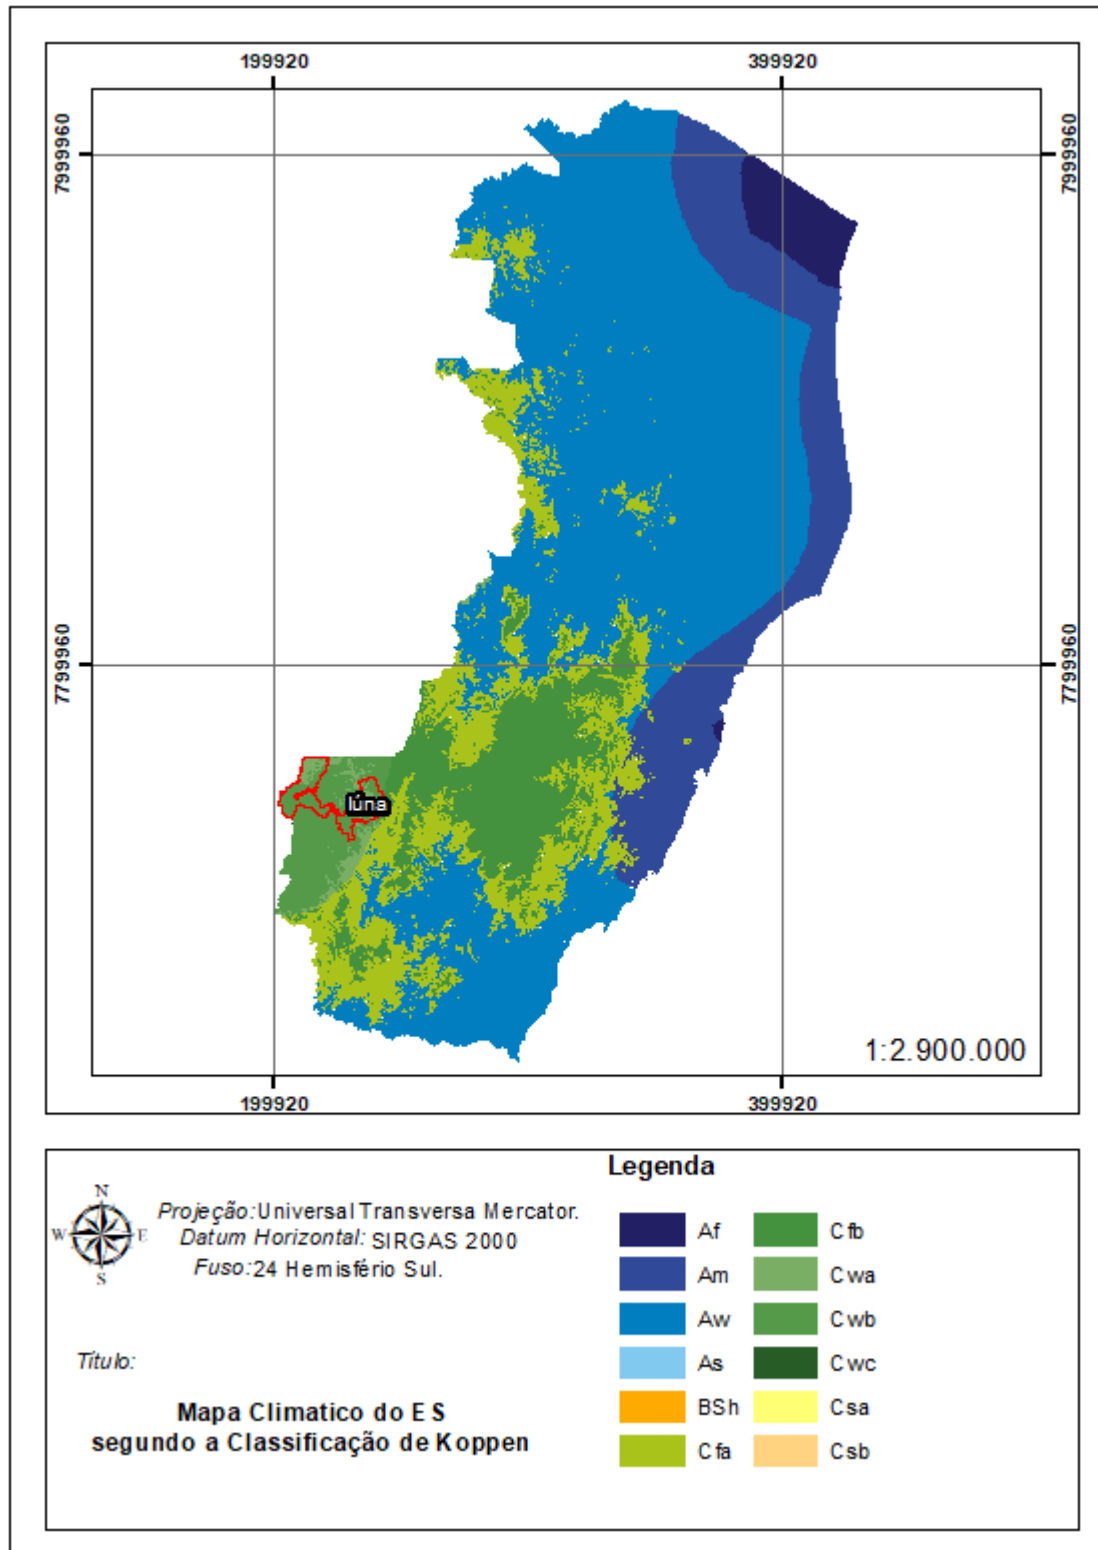 199920
399920
7999960
7999960
7799960
7799960
Iúna
1:2.900.000
199920
399920
Legenda
N
W
E
S
Projeção:Universal Transversa Mercator.
Datum Horizontal: SIRGAS 2000
Fuso:24 Hemisfério Sul.
Título:
Mapa Climatico do ES
segundo a Classificação de Koppen
Af
Am
Aw
As
BSh
Cfa
Cfb
Cwa
Cwb
Cwc
Csa
Csb